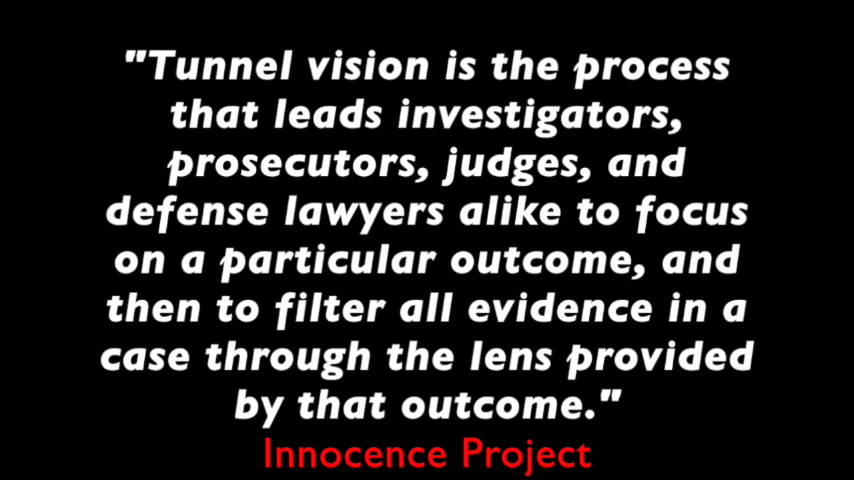 "Tunnel vision is the process
that leads investigators,
prosecutors, judges, and
defense lawyers alike to focus
on a particular outcome, and
then to filter all evidence in a
case through the lens provided
by that outcome."
Innocence Project